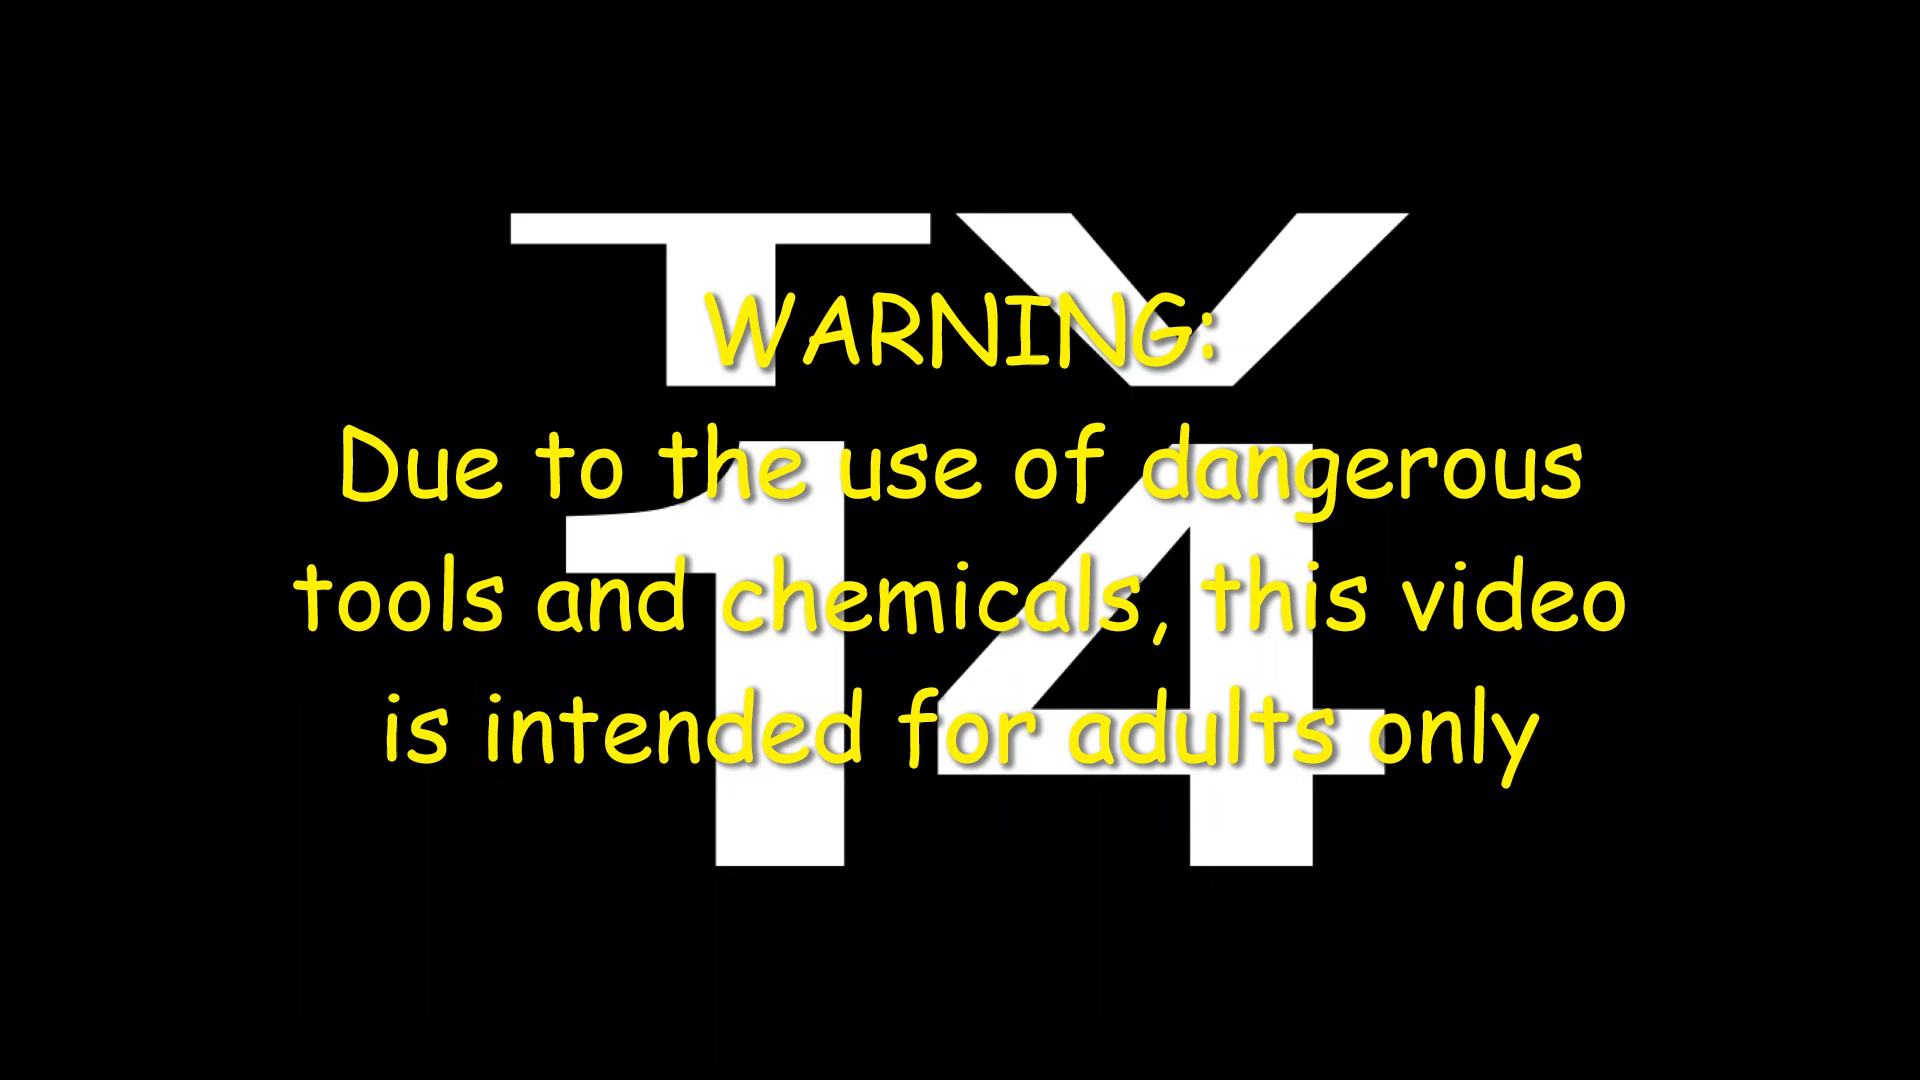 TV
WARNING:
Due to the use of dangerous
14
tools and chemicals, this video
is intended for adults only